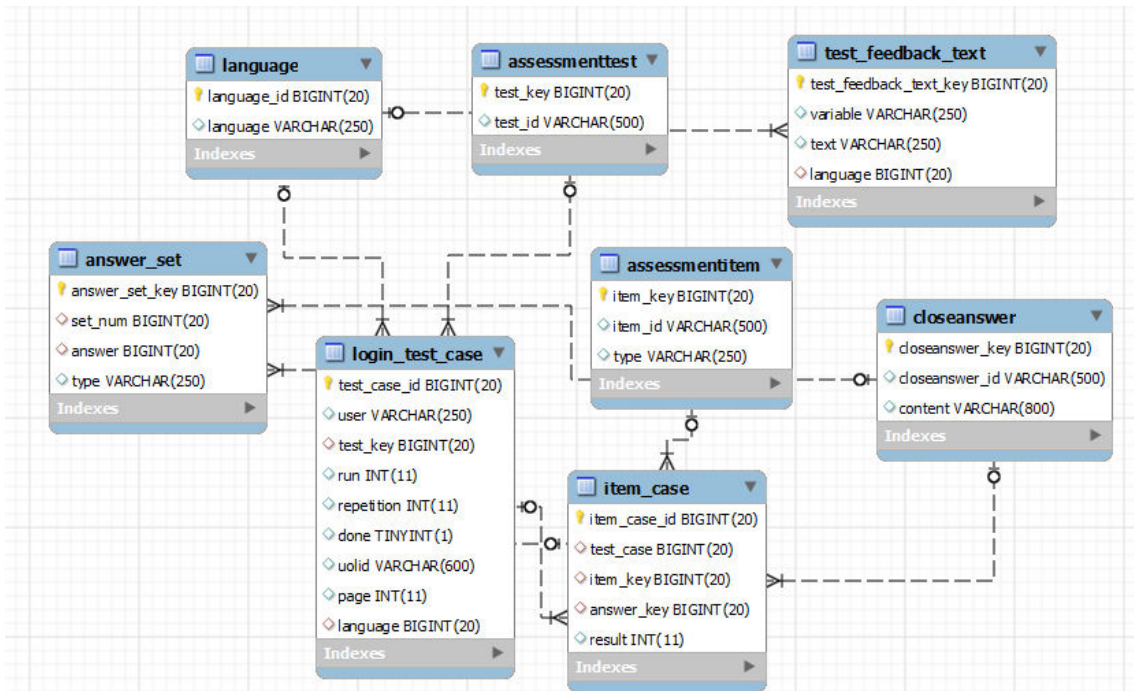 language
language_id BIGINT(20)
language VARCHAR(250)
Indexes
assessmenttest
test_key BIGINT(20)
test_id VARCHAR(500)
Indexes
test_feedback_text
test_feedback_text_key BIGINT(20)
variable VARCHAR(250)
text VARCHAR(250)
language BIGINT(20)
Indexes
answer_set
answer_set_key BIGINT(20)
set_num BIGINT(20)
answer BIGINT(20)
type VARCHAR(250)
Indexes
login_test_case
test_case_id BIGINT(20)
user VARCHAR(250)
test_key BIGINT(20)
run INT(11)
repetition INT(11)
done TINYINT(1)
uolid VARCHAR(600)
page INT(11)
language BIGINT(20)
Indexes
assessmentitem
item_key BIGINT(20)
item_id VARCHAR(500)
type VARCHAR(250)
Indexes
closeanswer
closeanswer_key BIGINT(20)
closeanswer_id VARCHAR(500)
content VARCHAR(800)
Indexes
item_case
item_case_id BIGINT(20)
test_case BIGINT(20)
item_key BIGINT(20)
answer_key BIGINT(20)
result INT(11)
Indexes